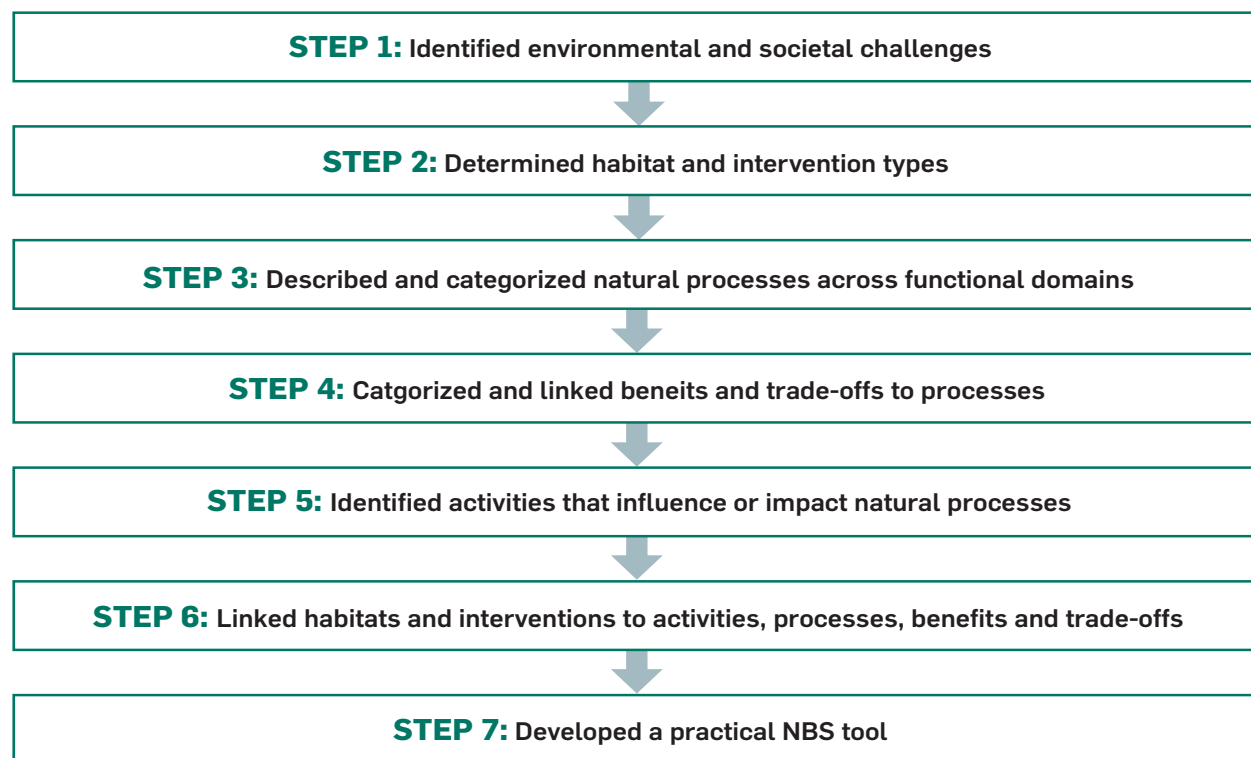 STEP 1: Identified environmental and societal challenges
STEP 2: Determined habitat and intervention types
STEP 3: Described and categorized natural processes across functional domains
STEP 4: Catgorized and linked beneits and trade-offs to processes
STEP 5: Identified activities that influence or impact natural processes
STEP 6: Linked habitats and interventions to activities, processes, benefits and trade-offs
STEP 7: Developed a practical NBS tool